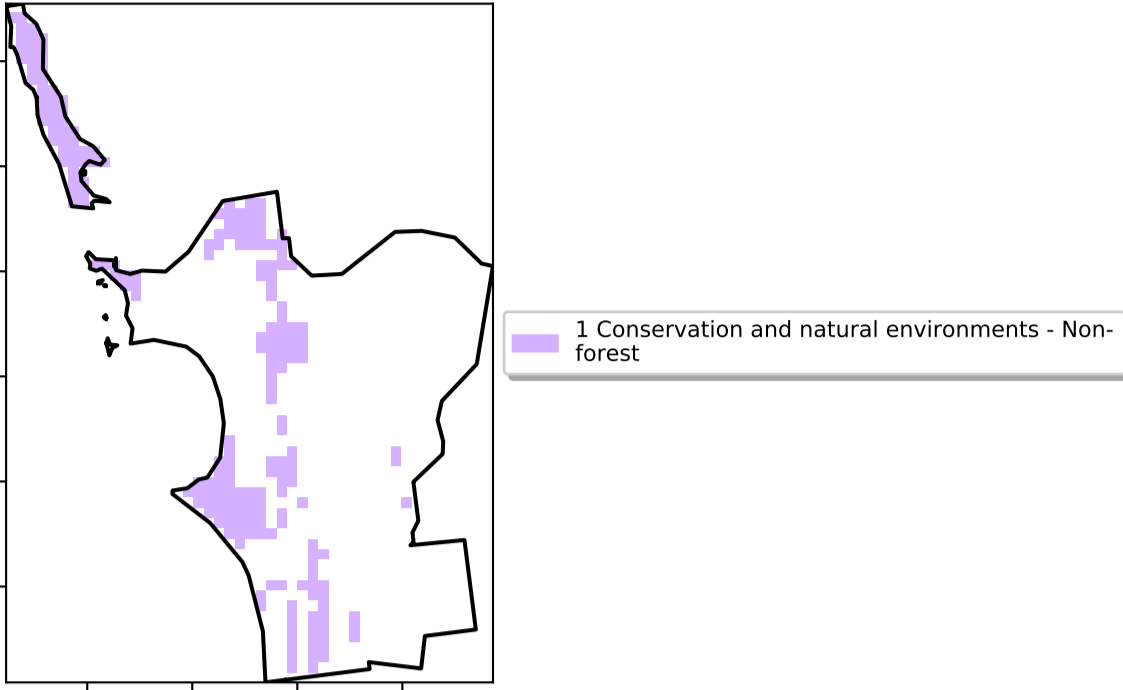 1 Conservation and natural environments - Non-
forest